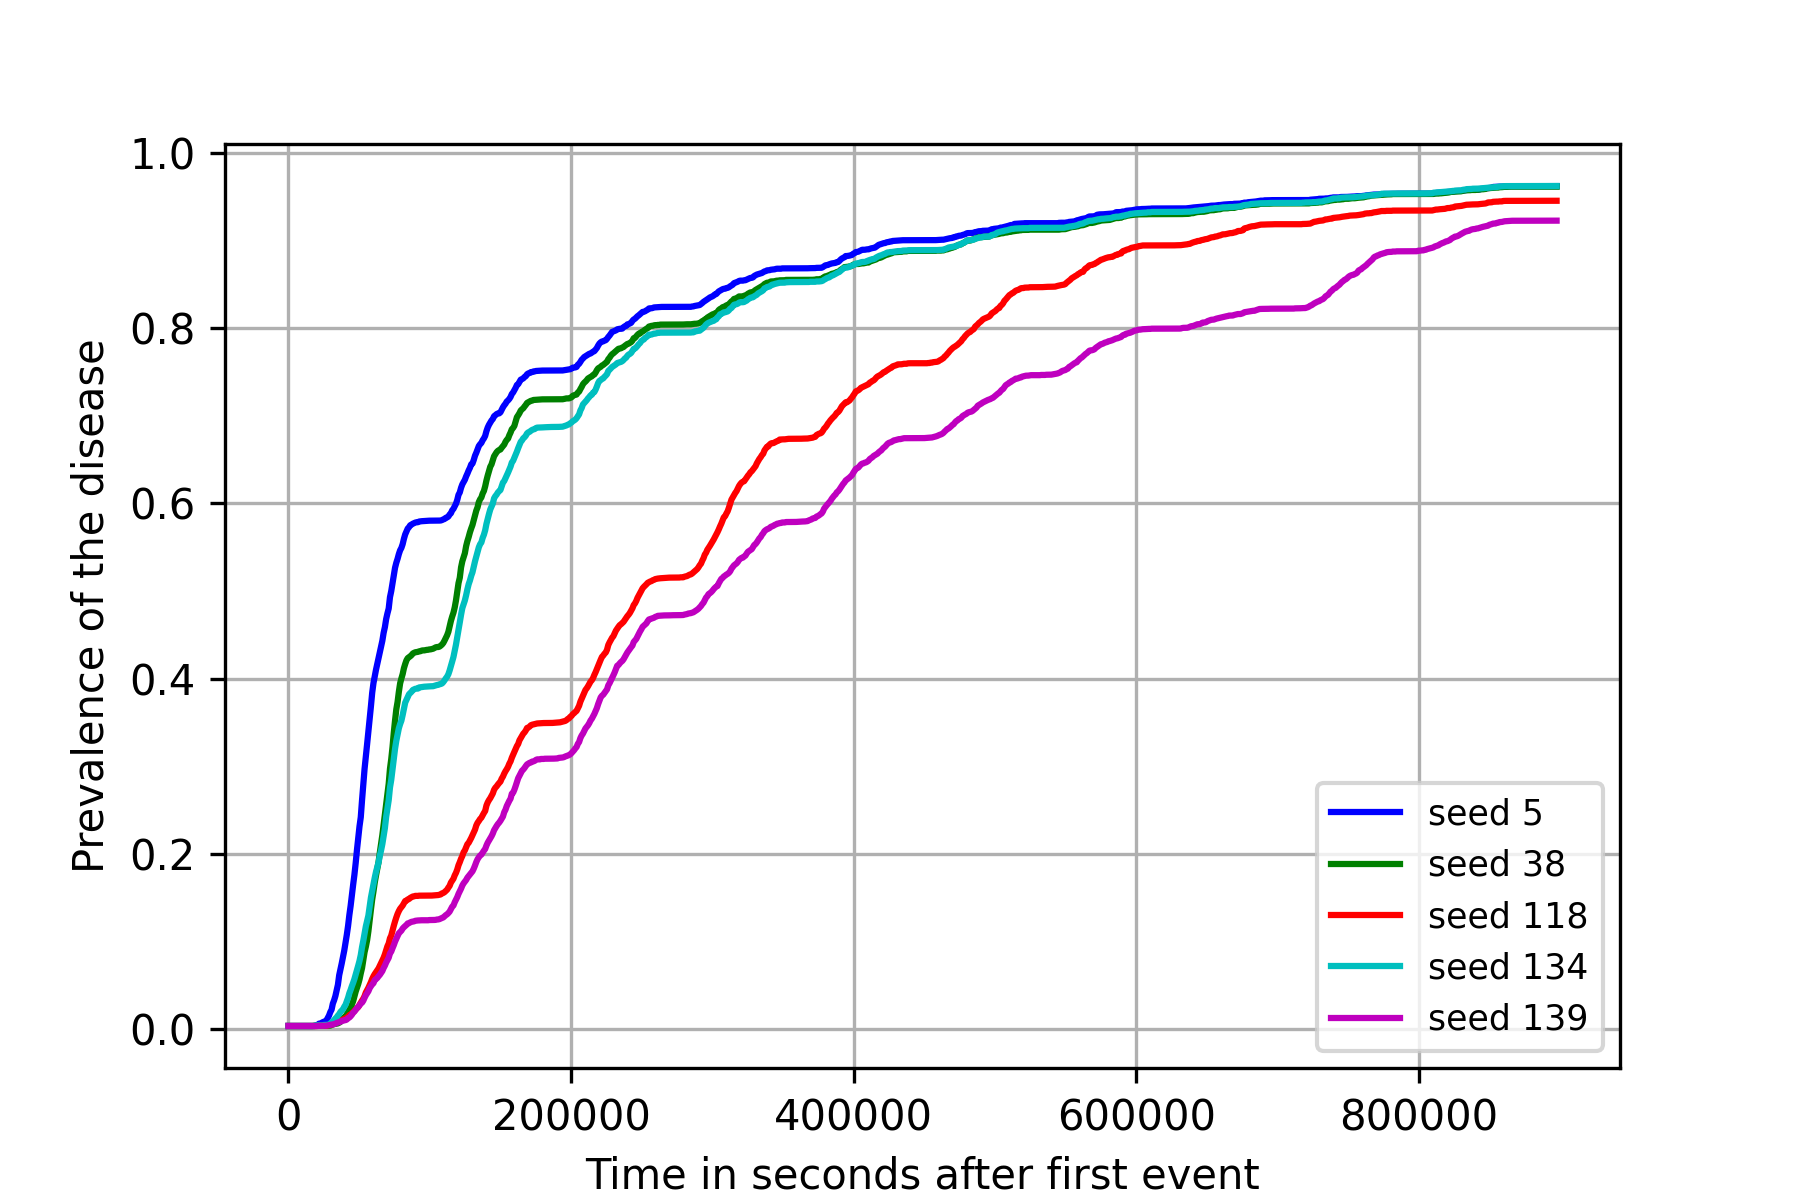 1.0
0.8
0.6
0.4
0.2
0.0
Prevalence of the disease
seed 5
seed 38
seed 118
seed 134
seed 139
0 200000 400000 600000 800000
Time in seconds after first event